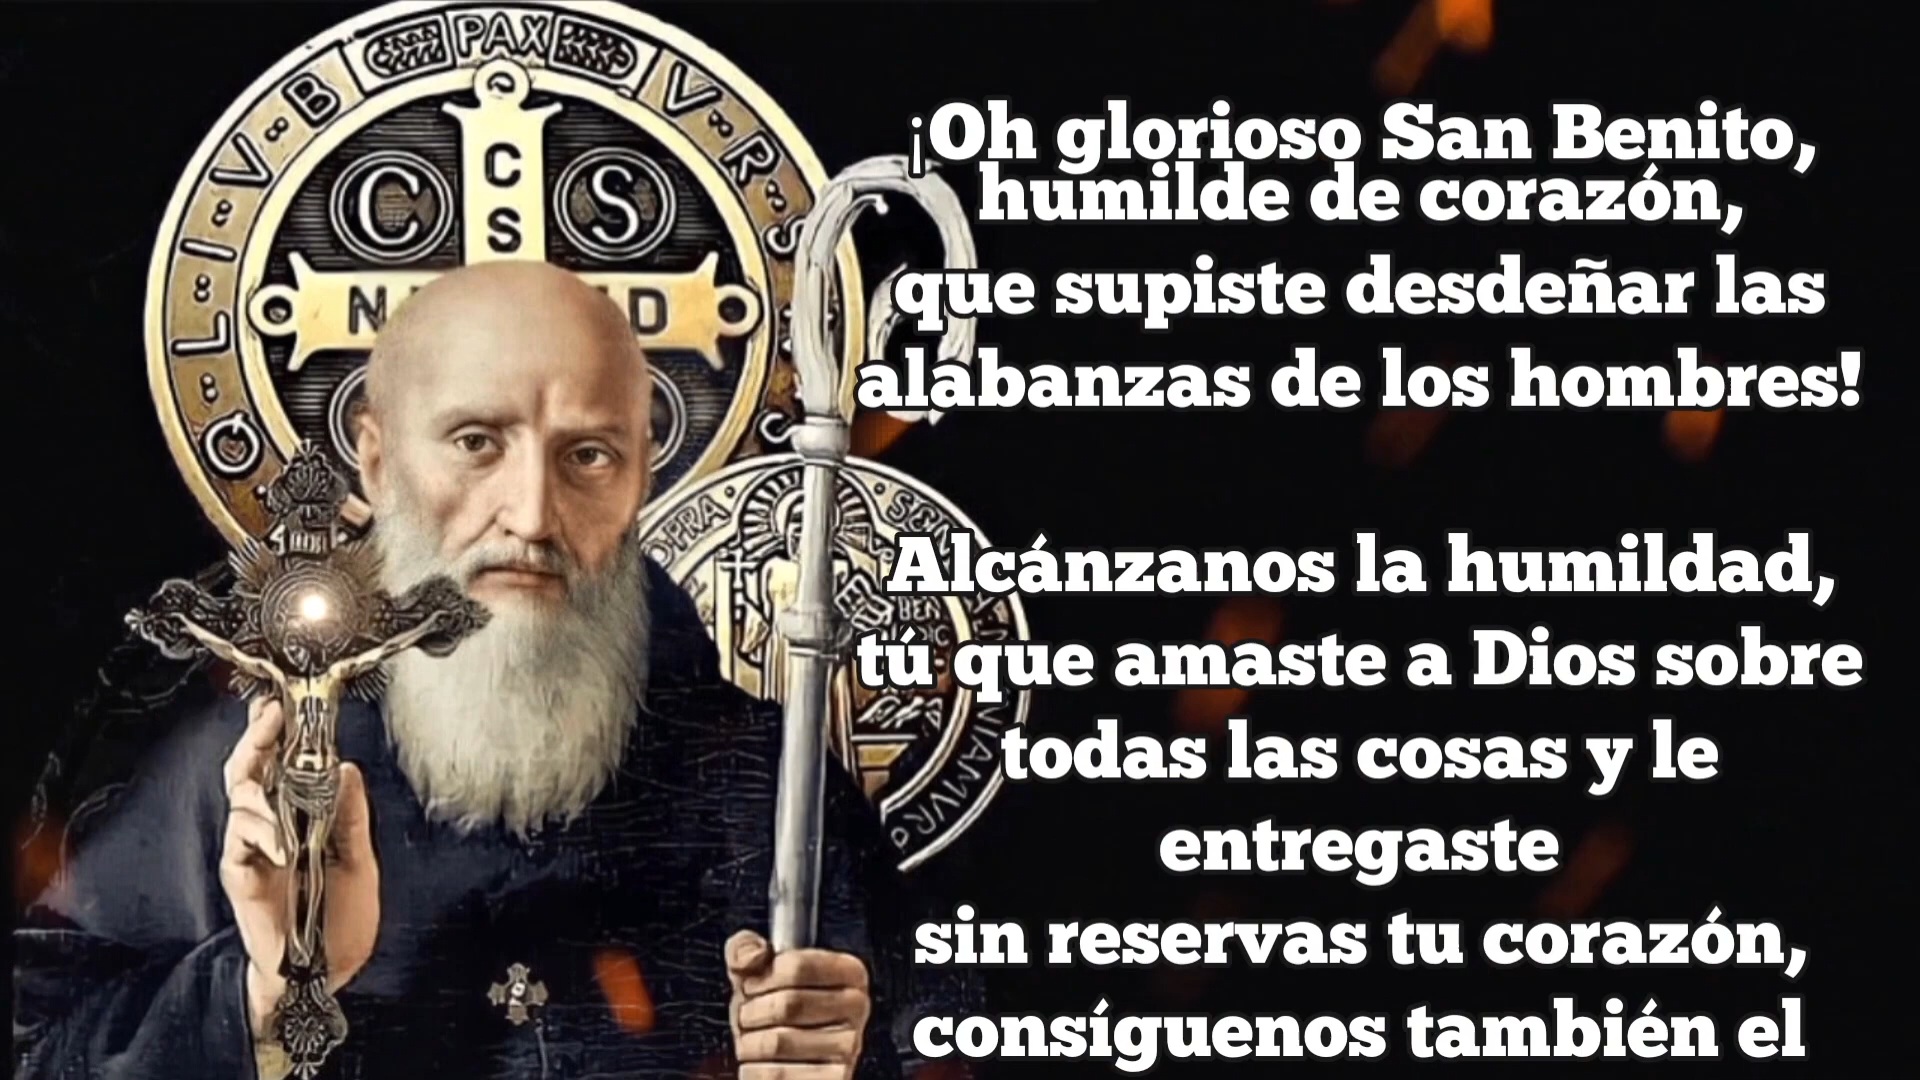 PAX
V R S
B V I L Q
C S
C
S
N D
¡Oh glorioso San Benito,
humilde de corazón,
que supiste desdeñar las
alabanzas de los hombres!
Alcánzanos la humildad,
tú que amaste a Dios sobre
todas las cosas y le
entregaste
sin reservas tu corazón,
consíguenos también el